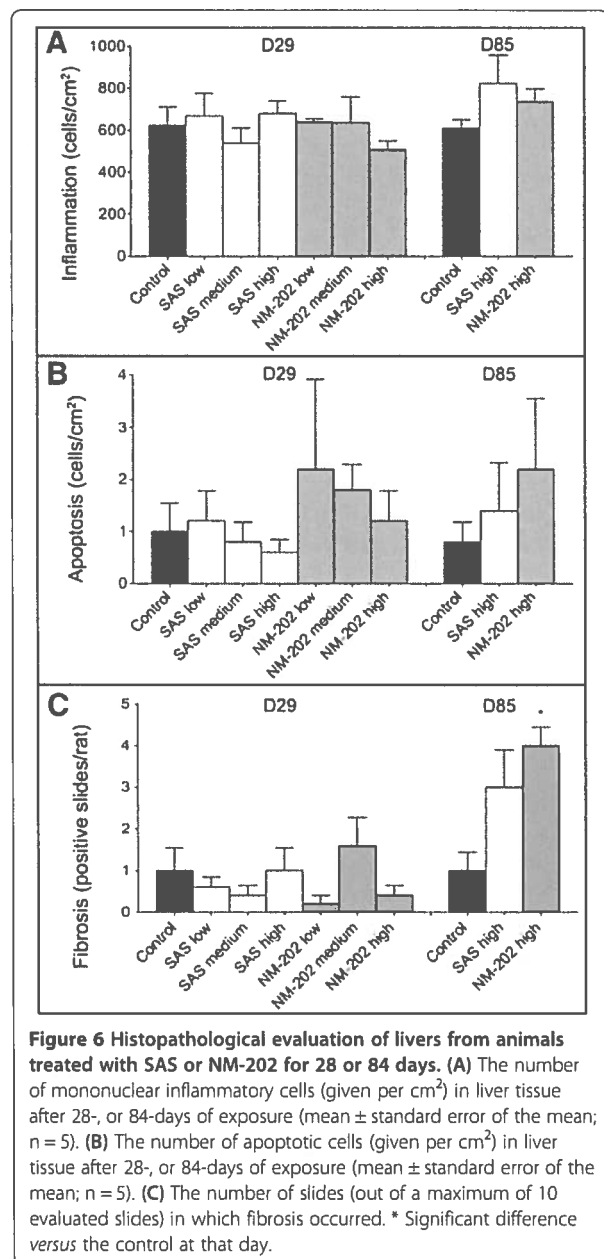 A
D29
D85
Inflammation (cells/cm²)
1000
800
600
400
200
0
Control
SAS low
SAS medium
SAS high
NM-202 low
NM-202 medium
NM-202 high
Control
SAS high
NM-202 high
B
D29
D85
Apoptosis (cells/cm²)
4
3
2
1
0
Control
SAS low
SAS medium
SAS high
NM-202 low
NM-202 medium
NM-202 high
Control
SAS high
NM-202 high
C
D29
D85
*
Fibrosis (positive slides/rat)
5
4
3
2
1
0
Control
SAS low
SAS medium
SAS high
NM-202 low
NM-202 medium
NM-202 high
Control
SAS high
NM-202 high
Figure 6 Histopathological evaluation of livers from animals
treated with SAS or NM-202 for 28 or 84 days. (A) The number
of mononuclear inflammatory cells (given per cm²) in liver tissue
after 28-, or 84-days of exposure (mean ± standard error of the mean;
n = 5). (B) The number of apoptotic cells (given per cm²) in liver
tissue after 28-, or 84-days of exposure (mean ± standard error of the
mean; n = 5). (C) The number of slides (out of a maximum of 10
evaluated slides) in which fibrosis occurred. * Significant difference
versus the control at that day.